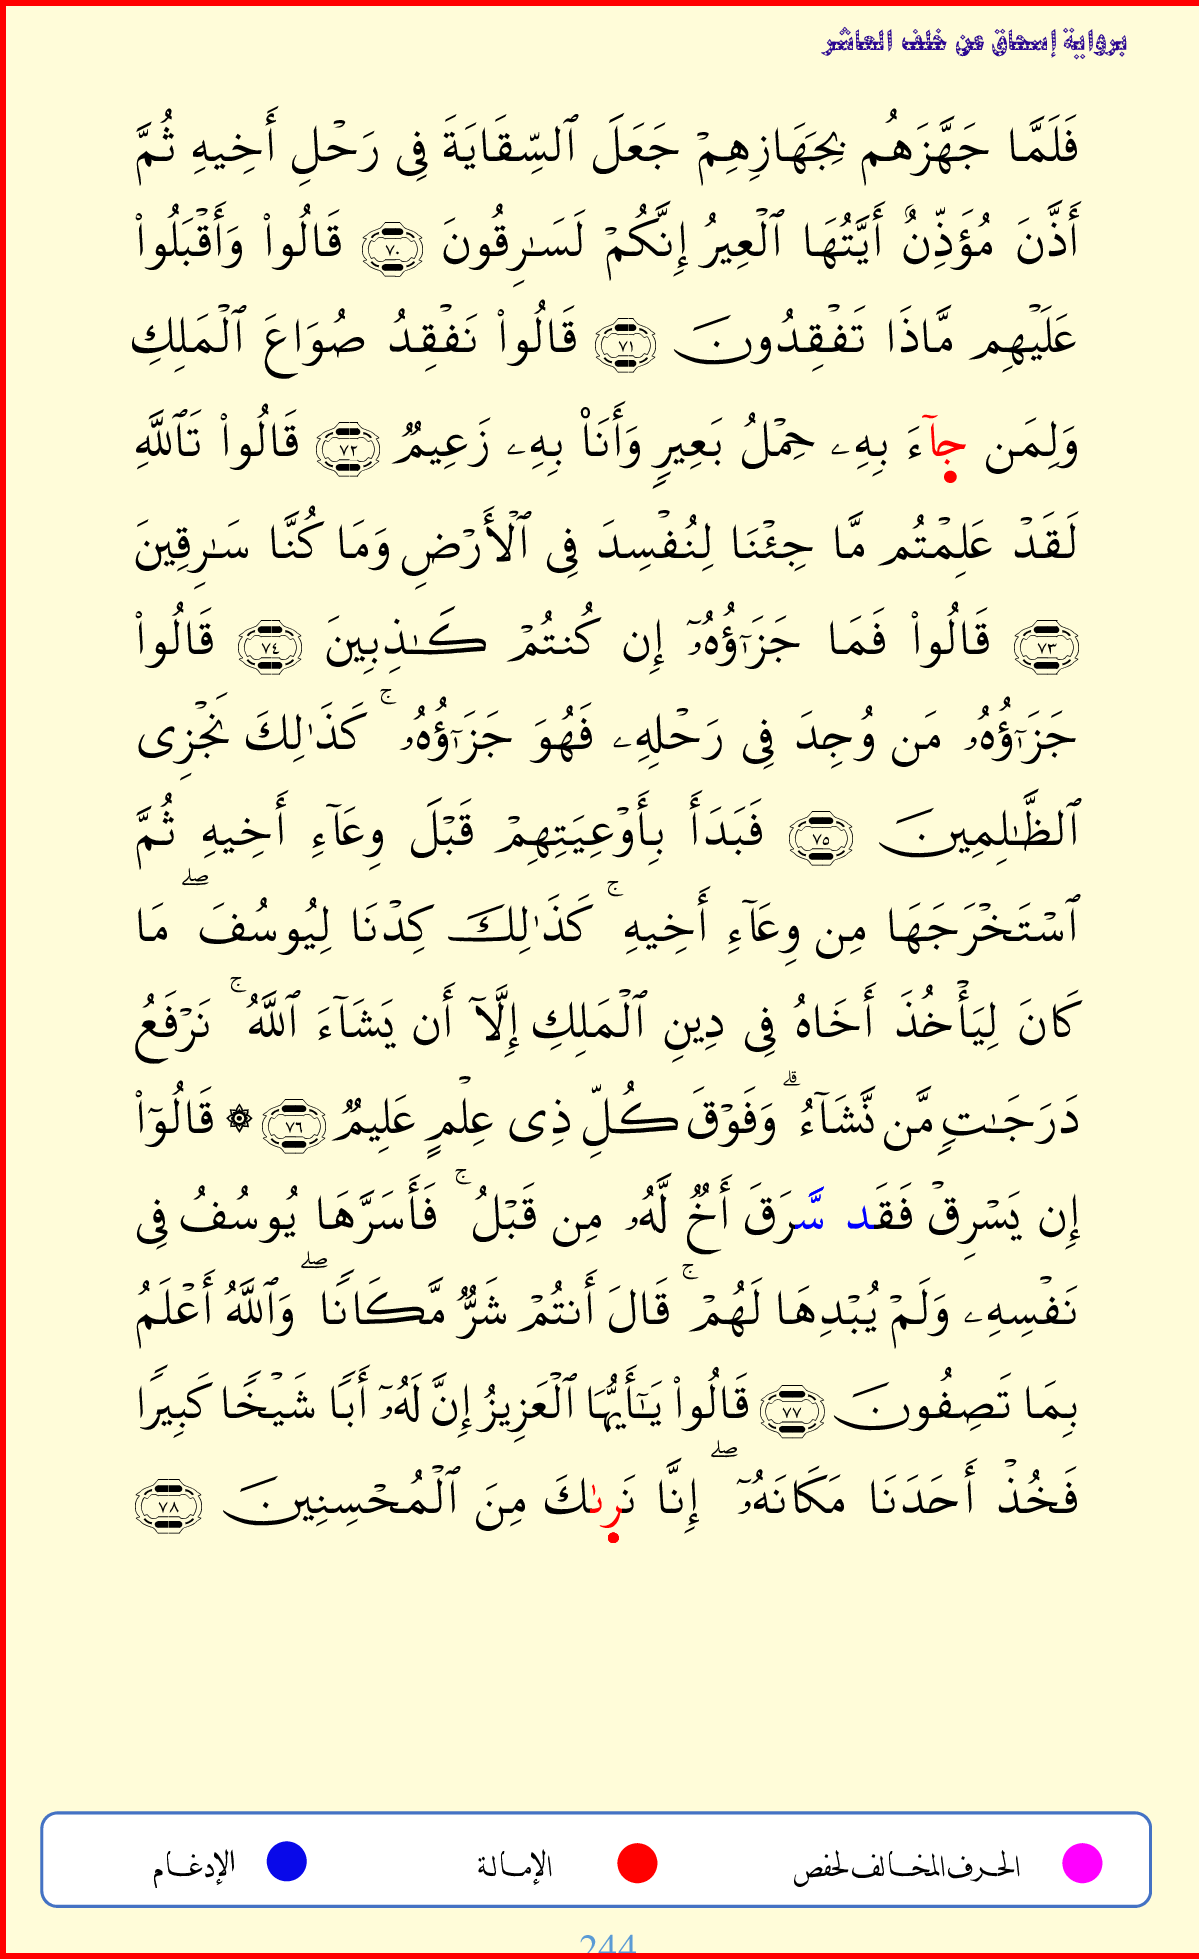 برواية إسحاق عن خلف العاشر
فَلَمَّا جَهَّزَهُم بِجَهَازِهِمۡ جَعَلَ ٱلسِّقَايَةَ فِى رَحۡلِ أَخِيهِ ثُمَّ
أَذَّنَ مُؤَذِّنٌ أَيَّتُهَا ٱلۡعِيرُ إِنَّكُمۡ لَسَٰرِقُونَ ٧٠ قَالُواْ وَأَقۡبَلُواْ
عَلَيۡهِم مَّاذَا تَفۡقِدُونَ ٧١ قَالُواْ نَفۡقِدُ صُوَاعَ ٱلۡمَلِكِ
وَلِمَن جَآءَ بِهِۦ حِمۡلُ بَعِيرٍ وَأَنَا۠ بِهِۦ زَعِيمٌ ٧٢ قَالُواْ تَٱللَّهِ
لَقَدۡ عَلِمۡتُم مَّا جِئۡنَا لِنُفۡسِدَ فِى ٱلۡأَرۡضِ وَمَا كُنَّا سَٰرِقِينَ
٧٣ قَالُواْ فَمَا جَزَٰٓؤُهُۥٓ إِن كُنتُمۡ كَٰذِبِينَ ٧٤ قَالُواْ
جَزَٰٓؤُهُۥ مَن وُجِدَ فِى رَحۡلِهِۦ فَهُوَ جَزَٰٓؤُهُۥۚ كَذَٰلِكَ نَجۡزِى
ٱلظَّٰلِمِينَ ٧٥ فَبَدَأَ بِأَوۡعِيَتِهِمۡ قَبۡلَ وِعَآءِ أَخِيهِ ثُمَّ
ٱسۡتَخۡرَجَهَا مِن وِعَآءِ أَخِيهِۚ كَذَٰلِكَ كِدۡنَا لِيُوسُفَۖ مَا
كَانَ لِيَأۡخُذَ أَخَاهُ فِى دِينِ ٱلۡمَلِكِ إِلَّآ أَن يَشَآءَ ٱللَّهُۚ نَرۡفَعُ
دَرَجَٰتٍ مَّن نَّشَآءُۗ وَفَوۡقَ كُلِّ ذِى عِلۡمٍ عَلِيمٌ ٧٦ ۞ قَالُوٓاْ
إِن يَسۡرِقۡ فَقَد سَّرَقَ أَخٌ لَّهُۥ مِن قَبۡلُۚ فَأَسَرَّهَا يُوسُفُ فِى
نَفۡسِهِۦ وَلَمۡ يُبۡدِهَا لَهُمۡۚ قَالَ أَنتُمۡ شَرٌّ مَّكَانًاۖ وَٱللَّهُ أَعۡلَمُ
بِمَا تَصِفُونَ ٧٧ قَالُواْ يَٰٓأَيُّهَا ٱلۡعَزِيزُ إِنَّ لَهُۥٓ أَبًا شَيۡخًا كَبِيرًا
فَخُذۡ أَحَدَنَا مَكَانَهُۥٓۖ إِنَّا نَرىٰكَ مِنَ ٱلۡمُحۡسِنِينَ ٧٨
الحرف المخالف لحفص الإمالة الإدغام
244